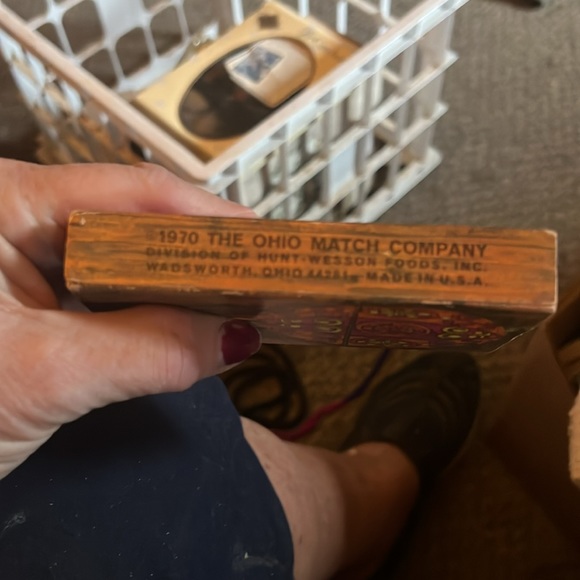 1970 THE OHIO MATCH COMPANY
DIVISION OF HUNT-WESSON FOODS, INC.
WADSWORTH, OHIO 44281 MADE IN U.S.A.